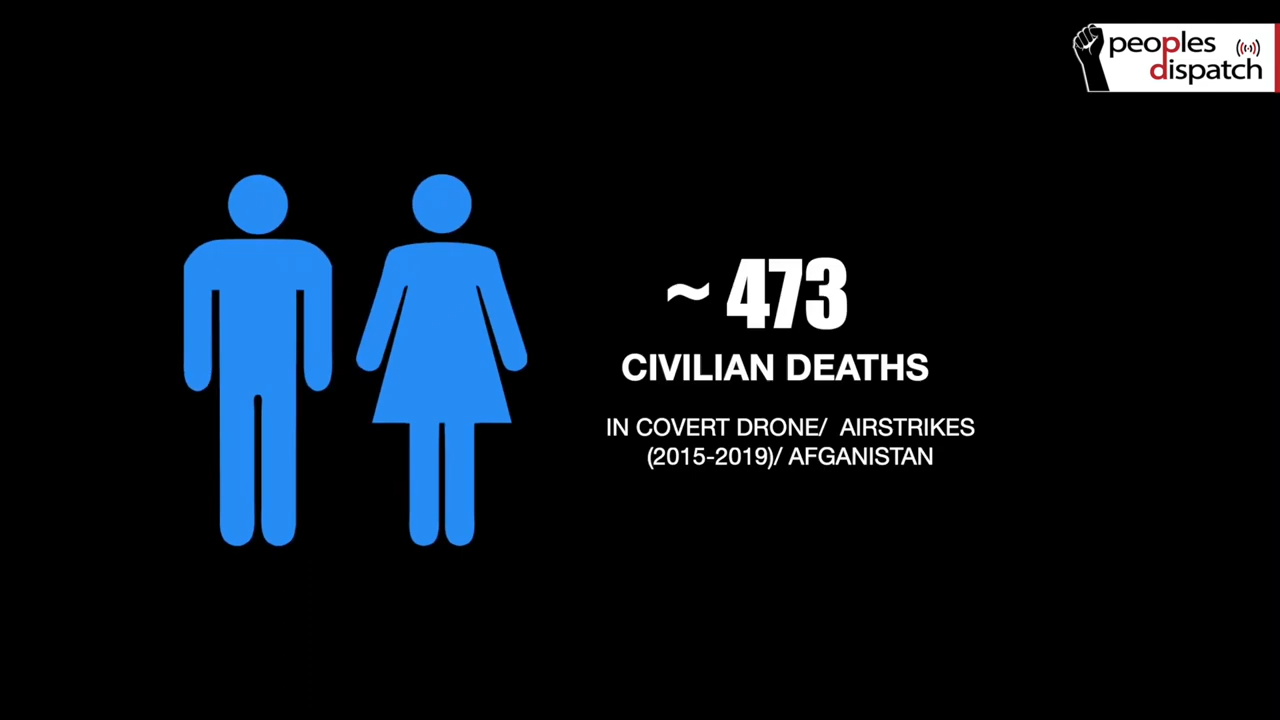 peoples
dispatch
~ 473
CIVILIAN DEATHS
IN COVERT DRONE/ AIRSTRIKES
(2015-2019)/ AFGANISTAN